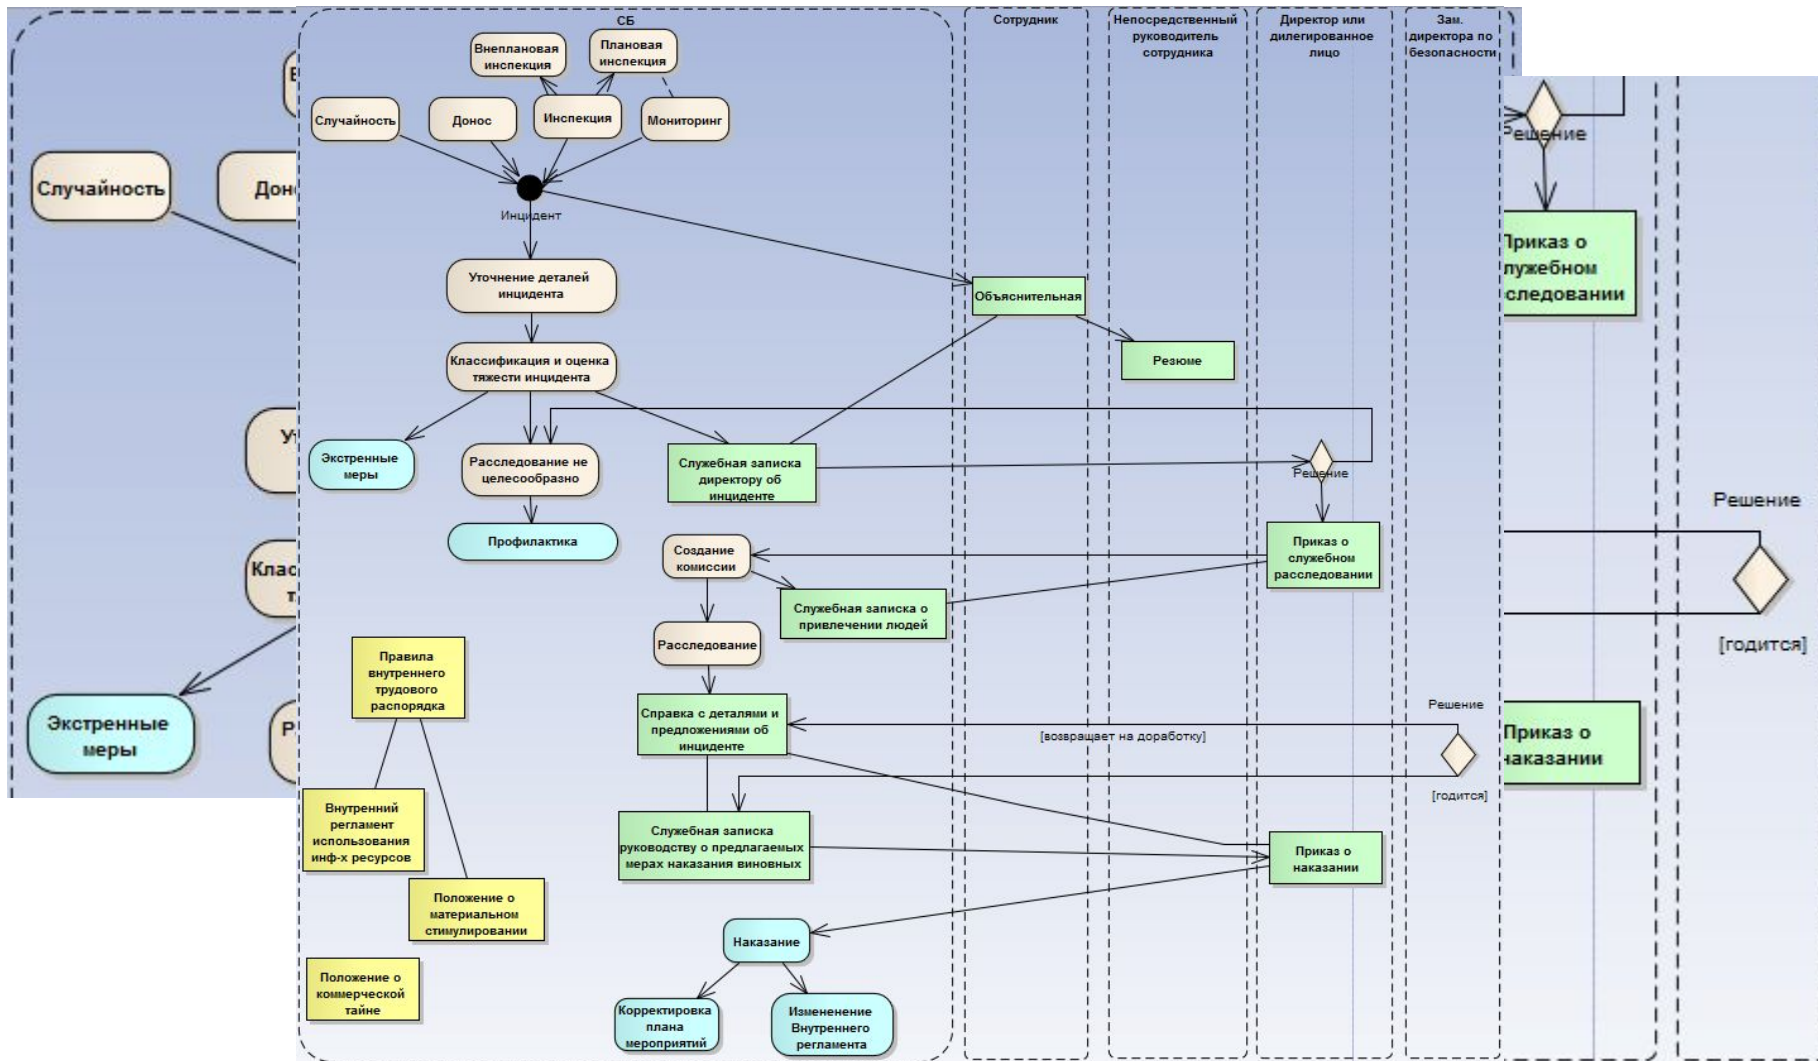 СБ
Сотрудник
Непосредственный
руководитель
сотрудника
Директор или
дилегированное
лицо
Зам.
директора по
безопасности
Внеплановая
инспекция
Плановая
инспекция
Случайность
Донос
Инспекция
Мониторинг
Инцидент
Уточнение деталей
инцидента
Объяснительная
Классификация и оценка
тяжести инцидента
Резюме
Экстренные
меры
Расследование не
целесообразно
Служебная записка
директору об
инциденте
Решение
Профилактика
Создание
комиссии
Приказ о
служебном
расследовании
Служебная записка о
привлечении людей
Расследование
Правила
внутреннего
трудового
распорядка
Справка с деталями и
предложениями об
инциденте
Решение
[возвращает на доработку]
[годится]
Внутренний
регламент
использования
инф-х ресурсов
Служебная записка
руководству о предлагаемых
мерах наказания виновных
Приказ о
наказании
Положение о
материальном
стимулировании
Наказание
Положение о
коммерческой
тайне
Корректировка
плана
мероприятий
Измененение
Внутреннего
регламента
Случайность
Экстренные
меры
Решение
Приказ о
Решение
[годится]
Приказ о